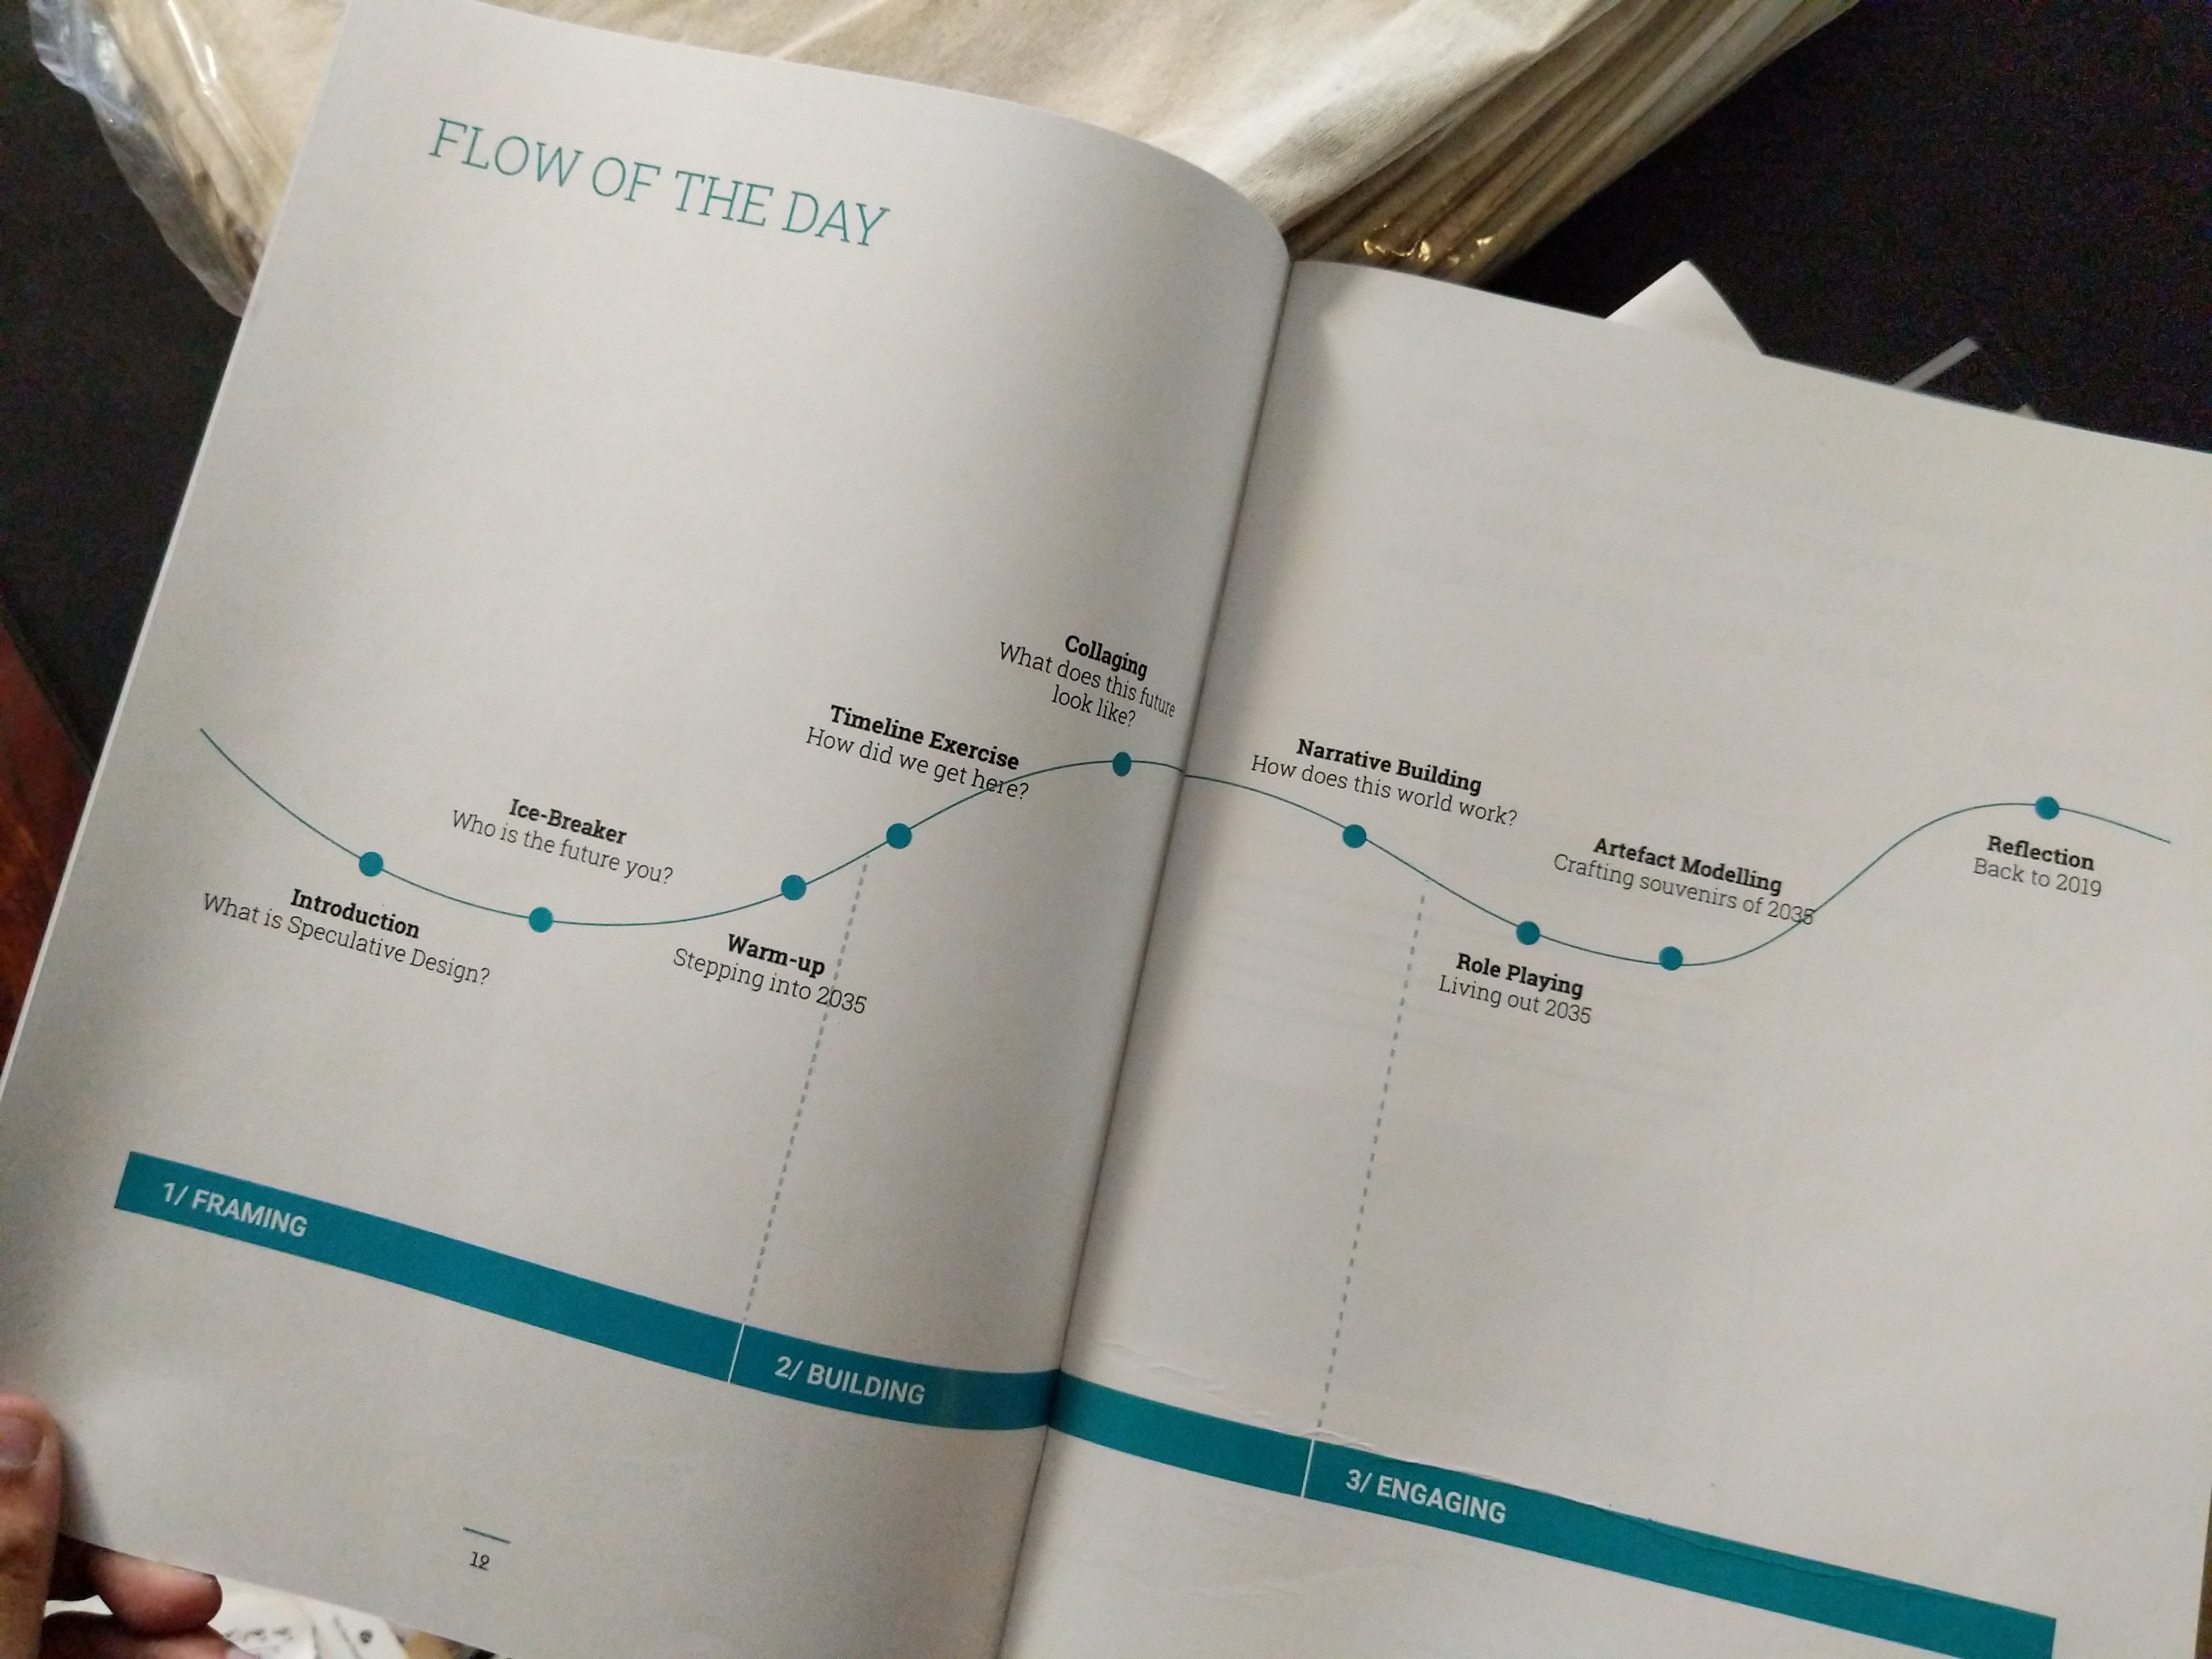 FLOW OF THE DAY
Collaging
What does this future
look like?
Timeline Exercise
How did we get here?
Ice-Breaker
Who is the future you?
Introduction
What is Speculative Design?
Warm-up
Stepping into 2035
Narrative Building
How does this world work?
Artefact Modelling
Crafting souvenirs of 2035
Reflection
Back to 2019
Role Playing
Living out 2035
1/ FRAMING
2/ BUILDING
3/ ENGAGING
12